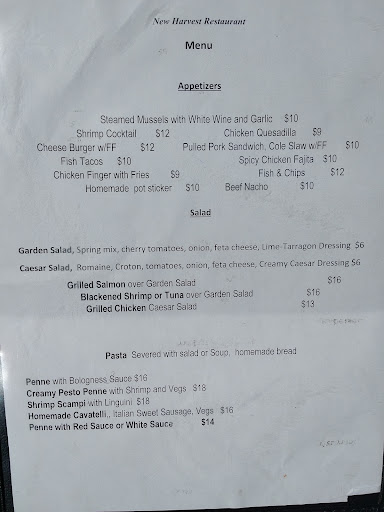 New Harvest Restaurant
Menu
Appetizers
Steamed Mussels with White Wine and Garlic $10
Shrimp Cocktail $12 Chicken Quesadilla $9
Cheese Burger w/FF $12 Pulled Pork Sandwich, Cole Slaw w/FF $10
Fish Tacos $10 Spicy Chicken Fajita $10
Chicken Finger with Fries $9 Fish & Chips $12
Homemade pot sticker $10 Beef Nacho $10
Salad
Garden Salad, Spring mix, cherry tomatoes, onion, feta cheese, Lime-Tarragon Dressing $6
Caesar Salad, Romaine, Croton, tomatoes, onion, feta cheese, Creamy Caesar Dressing $6
Grilled Salmon over Garden Salad $16
Blackened Shrimp or Tuna over Garden Salad $16
Grilled Chicken Caesar Salad $13
Pasta Severed with salad or Soup, homemade bread
Penne with Bologness Sauce $16
Creamy Pesto Penne with Shrimp and Vegs $18
Shrimp Scampi with Linguini $18
Homemade Cavatelli,, Italian Sweet Sausage, Vegs $16
Penne with Red Sauce or White Sauce $14